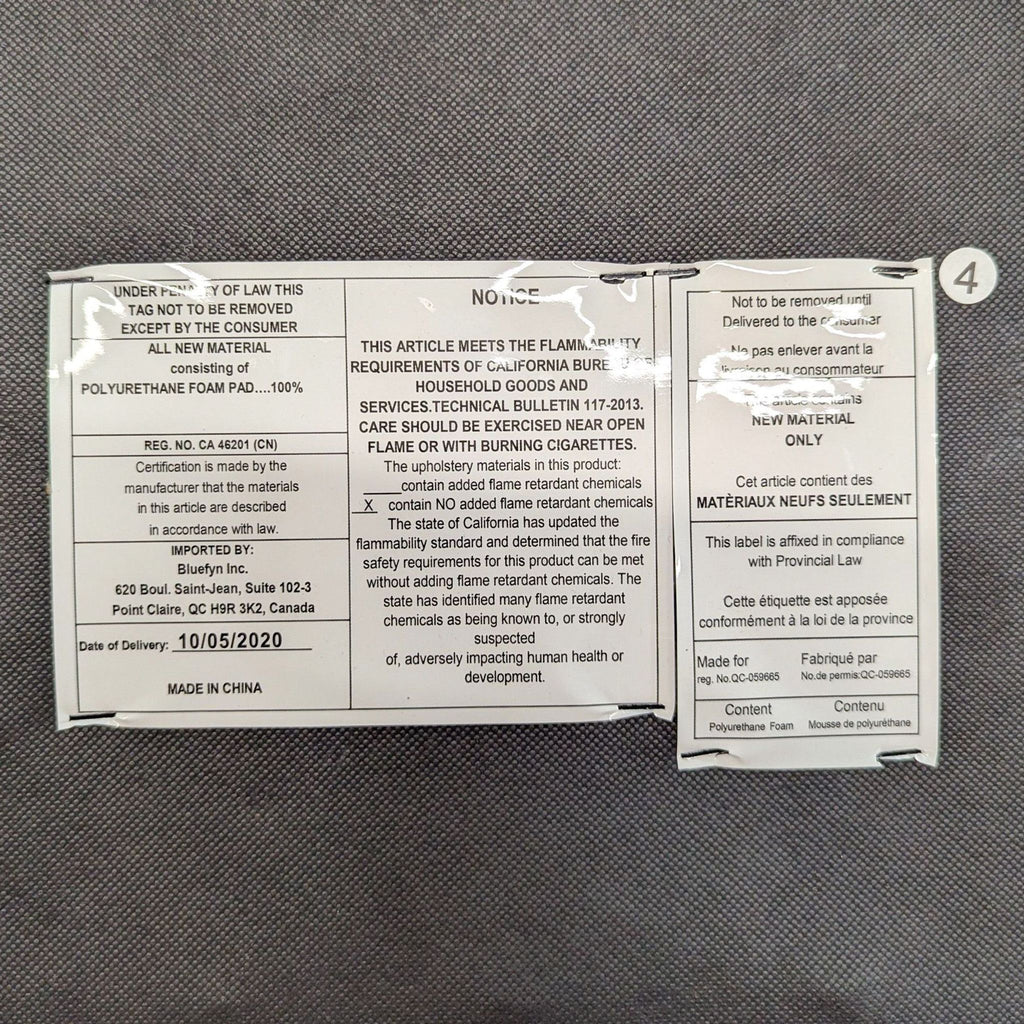 UNDER PENALTY OF LAW THIS
TAG NOT TO BE REMOVED
EXCEPT BY THE CONSUMER
ALL NEW MATERIAL
consisting of
POLYURETHANE FOAM PAD....100%
REG. NO. CA 46201 (CN)
Certification is made by the
manufacturer that the materials
in this article are described
in accordance with law.
IMPORTED BY:
Bluefyn Inc.
620 Boul. Saint-Jean, Suite 102-3
Point Claire, QC H9R 3K2, Canada
Date of Delivery: 10/05/2020
MADE IN CHINA
NOTICE
THIS ARTICLE MEETS THE FLAMMABILITY
REQUIREMENTS OF CALIFORNIA
HOUSEHOLD GOODS AND
SERVICES.TECHNICAL BULLETIN 117-2013.
CARE SHOULD BE EXERCISED NEAR OPEN
FLAME OR WITH BURNING CIGARETTES.
The upholstery materials in this product:
_____contain added flame retardant chemicals
__X__ contain NO added flame retardant chemicals
The state of California has updated the
flammability standard and determined that the fire
safety requirements for this product can be met
without adding flame retardant chemicals. The
state has identified many flame retardant
chemicals as being known to, or strongly
suspected
of, adversely impacting human health or
development.
4
Not to be removed until
Delivered to the consumer
Ne pas enlever avant la
livraison au consommateur
The article contains
NEW MATERIAL
ONLY
Cet article contient des
MATÈRIAUX NEUFS SEULEMENT
This label is affixed in compliance
with Provincial Law
Cette étiquette est apposée
conformément à la loi de la province
Made for Fabriqué par
reg. No.QC-059665 No.de permis:QC-059665
Content Contenu
Polyurethane Foam Mousse de polyuréthane